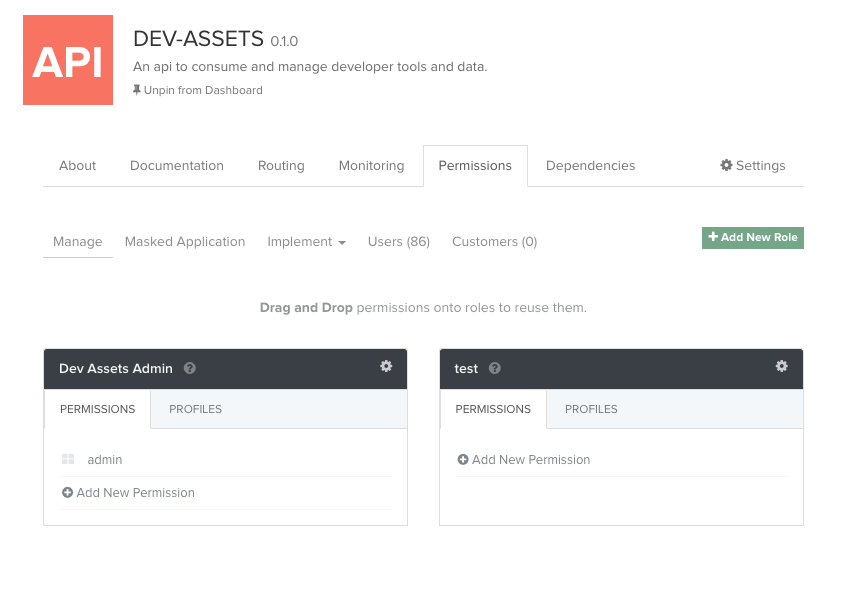 API
DEV-ASSETS 0.1.0
An api to consume and manage developer tools and data.
Unpin from Dashboard
About Documentation Routing Monitoring Permissions Dependencies Settings
Manage Masked Application Implement Users (86) Customers (0) + Add New Role
Drag and Drop permissions onto roles to reuse them.
Dev Assets Admin ?
PERMISSIONS PROFILES
admin
Add New Permission
test ?
PERMISSIONS PROFILES
Add New Permission